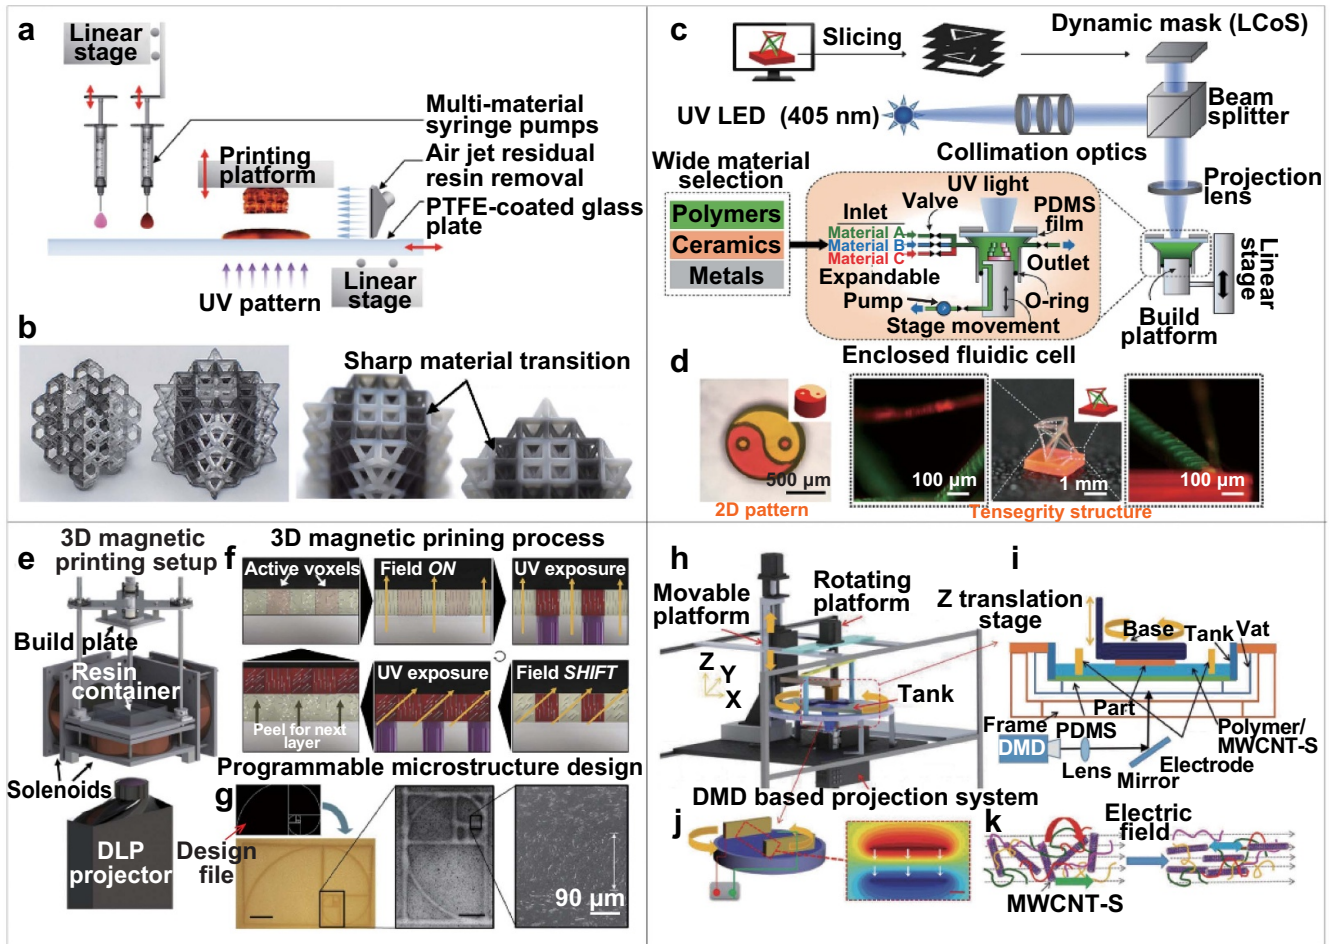 a
Linear
stage
Multi-material
syringe pumps
Air jet residual
resin removal
PTFE-coated glass
plate
Printing
platform
UV pattern
Linear
stage
b
Sharp material transition
c
Slicing
Dynamic mask (LCoS)
UV LED (405 nm)
Beam
splitter
Collimation optics
Projection
lens
Wide material
selection
Polymers
Ceramics
Metals
UV light
Valve
Inlet
PDMS
film
Material A
Material B
Material C
Expandable
Outlet
Pump
O-ring
Stage movement
Linear
stage
Build
platform
Enclosed fluidic cell
d
500 µm
2D pattern
100 µm
1 mm
100 µm
Tensegrity structure
e
3D magnetic
printing setup
Build plate
Resin
container
Solenoids
DLP
projector
f
3D magnetic prining process
Active voxels
Field ON
UV exposure
Peel for next
layer
UV exposure
Field SHIFT
Programmable microstructure design
g
Design
file
90 µm
h
Movable
platform
Rotating
platform
Z
Y
X
Tank
DMD based projection system
i
Z translation
stage
Base
Tank
Vat
Part
Frame
PDMS
Polymer/
MWCNT-S
DMD
Lens
Mirror
Electrode
j
k
Electric
field
MWCNT-S